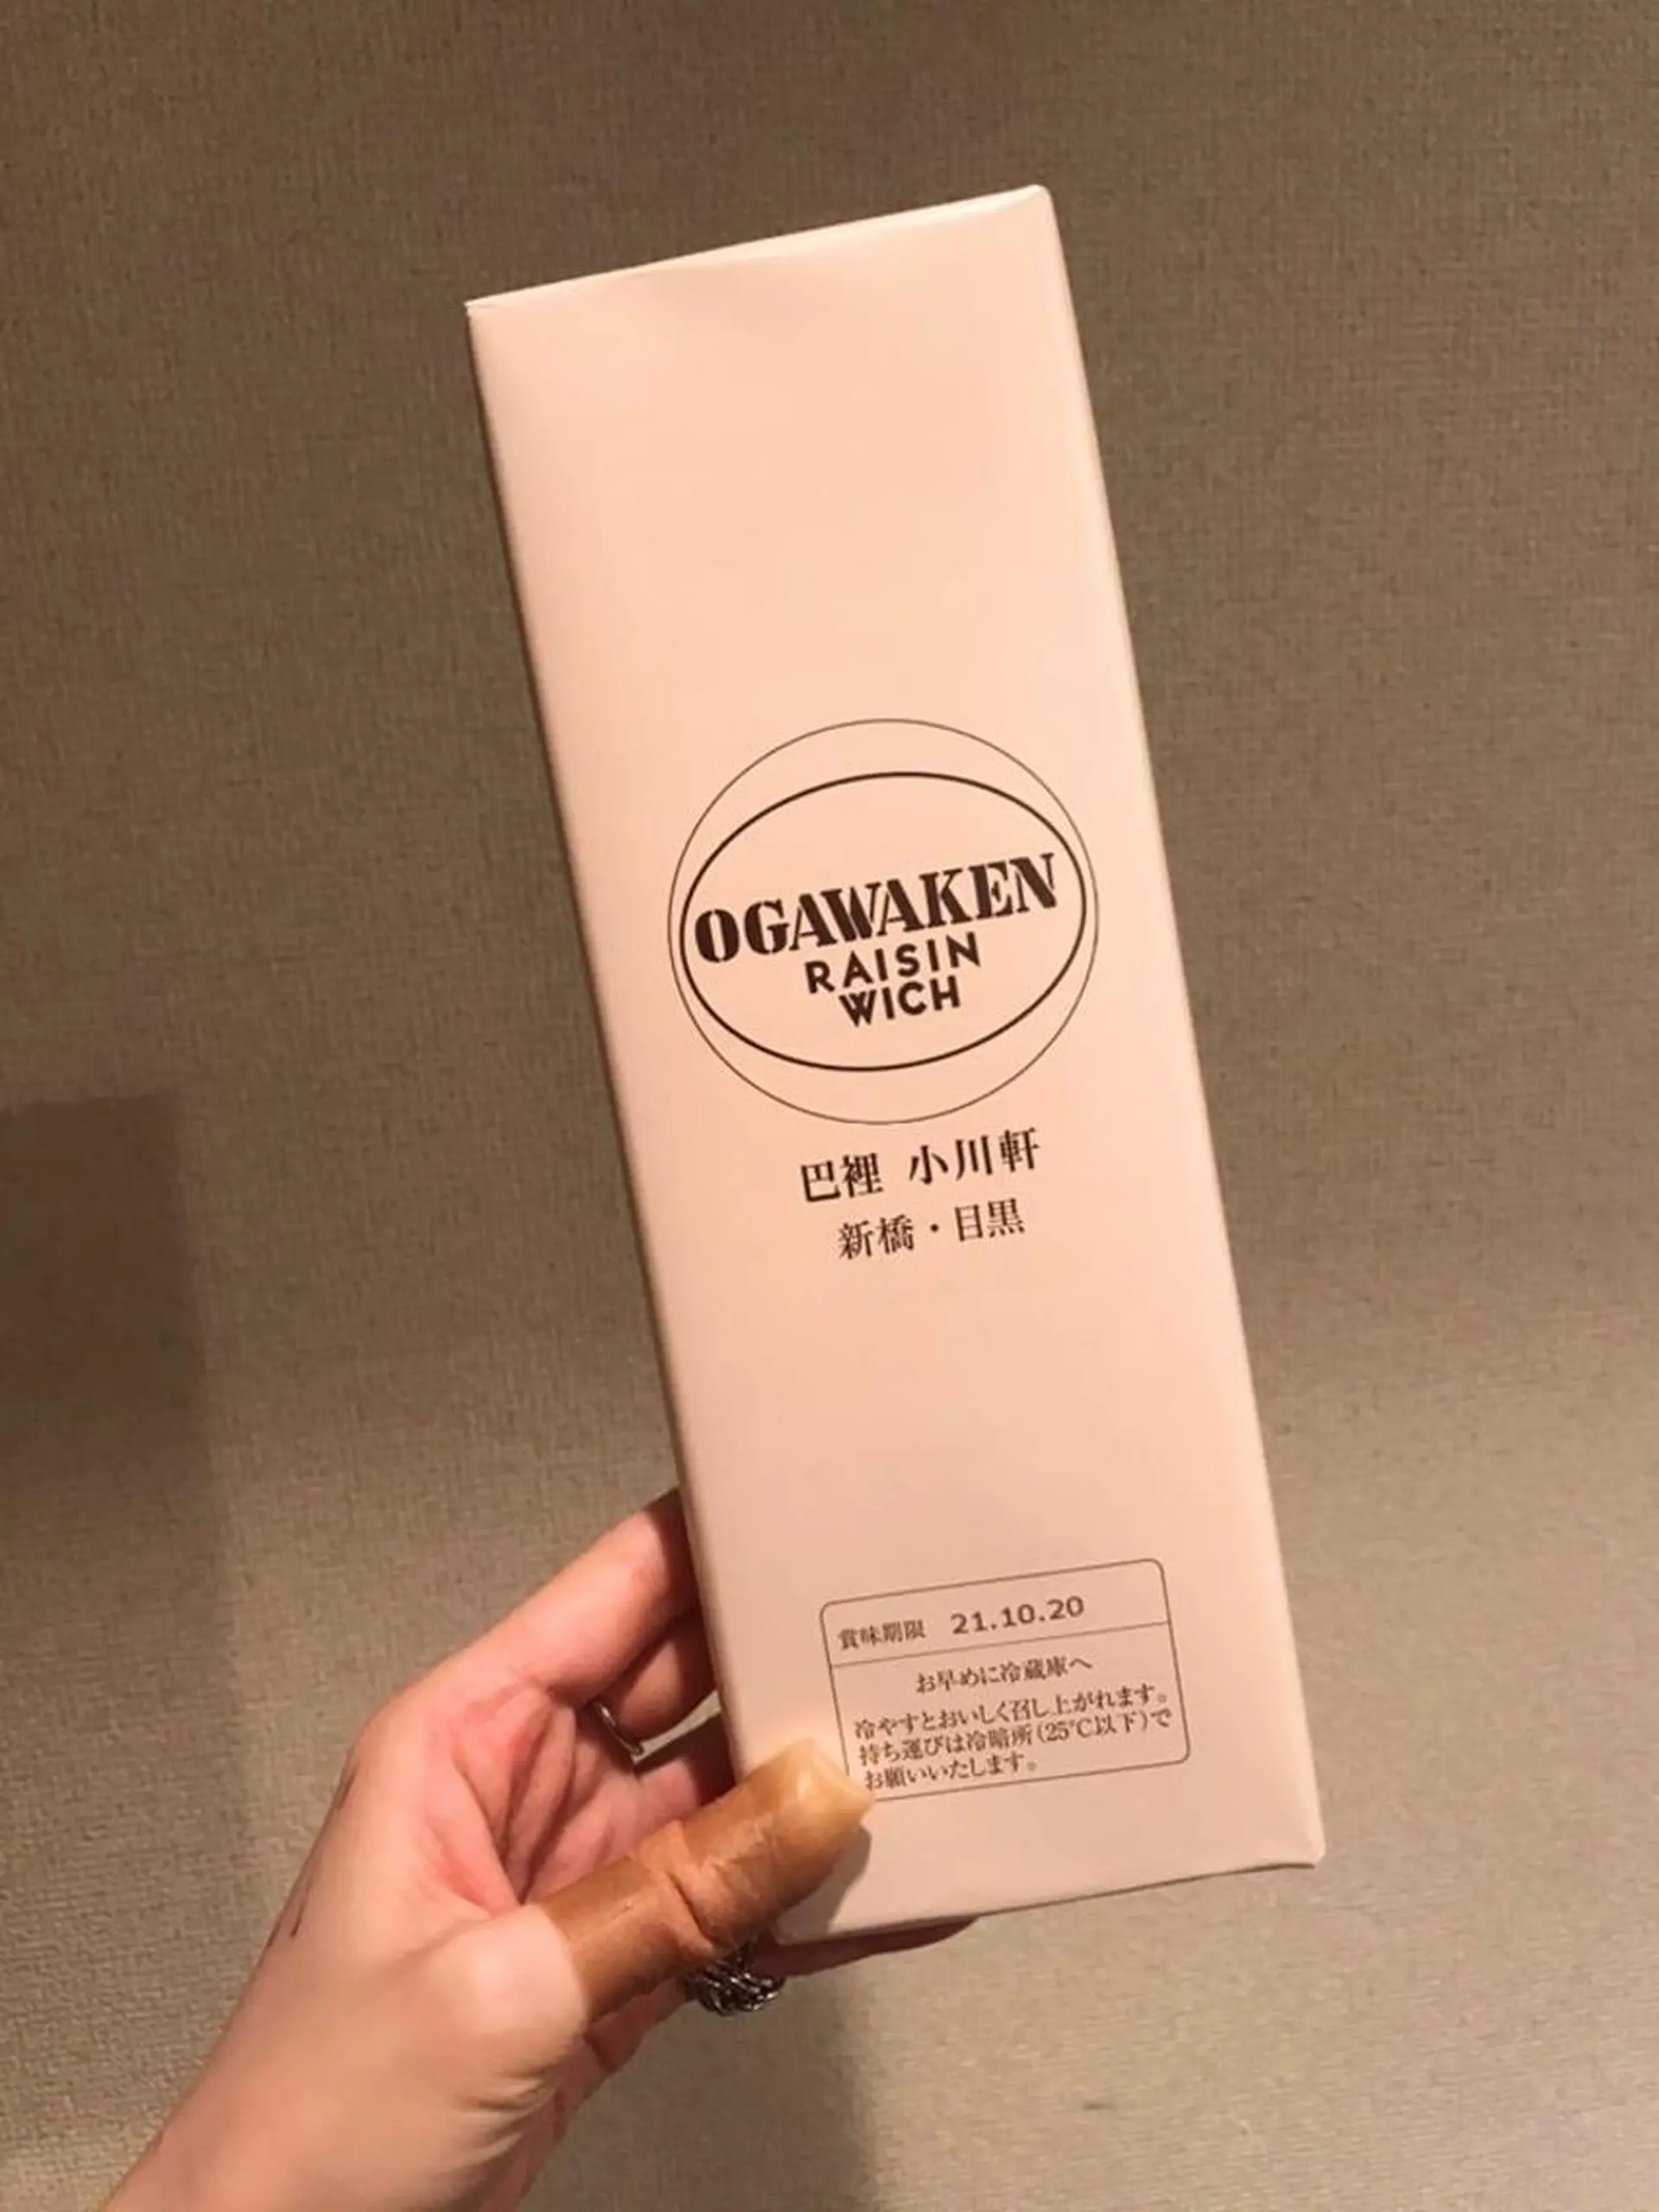 OGAWAKEN
RAISIN
WICH
巴裡 小川軒
新橋・目黒
賞味期限 21.10.20
お早めに冷蔵庫へ
冷やすとおいしく召し上がれます。
持ち運びは冷暗所(25℃以下)で
お願いいたします。